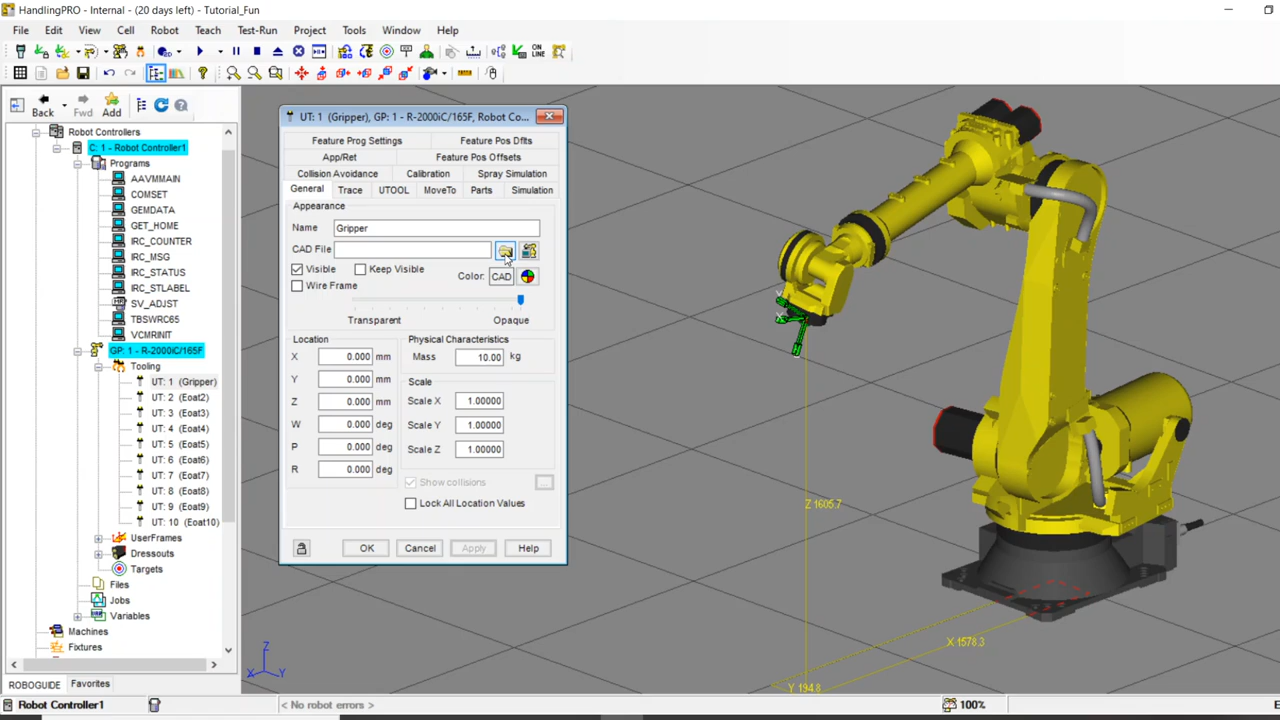 HandlingPRO - Internal - (20 days left) - Tutorial_Fun
File Edit View Cell Robot Teach Test-Run Project Tools Window Help
ON LINE
Back Fwd Add
Robot Controllers
C: 1 - Robot Controller1
Programs
AAVMMAIN
COMSET
GEMDATA
GET_HOME
IRC_COUNTER
IRC_MSG
IRC_STATUS
IRC_STLABEL
SV_ADJST
TBSWRC65
VCMRINIT
GP: 1 - R-2000iC/165F
Tooling
UT: 1 (Gripper)
UT: 2 (Eoat2)
UT: 3 (Eoat3)
UT: 4 (Eoat4)
UT: 5 (Eoat5)
UT: 6 (Eoat6)
UT: 7 (Eoat7)
UT: 8 (Eoat8)
UT: 9 (Eoat9)
UT: 10 (Eoat10)
UserFrames
Dressouts
Targets
Files
Jobs
Variables
Machines
Fixtures
ROBOGUIDE Favorites
UT: 1 (Gripper), GP: 1 - R-2000iC/165F, Robot Co...
Feature Prog Settings Feature Pos Dflts
App/Ret Feature Pos Offsets
Collision Avoidance Calibration Spray Simulation
General Trace UTOOL MoveTo Parts Simulation
Appearance
Name Gripper
CAD File
Visible Keep Visible Color: CAD
Wire Frame
Transparent Opaque
Location Physical Characteristics
X 0.000 mm Mass 10.00 kg
Y 0.000 mm Scale
Z 0.000 mm Scale X 1.00000
W 0.000 deg Scale Y 1.00000
P 0.000 deg Scale Z 1.00000
R 0.000 deg
Show collisions ...
Lock All Location Values
OK Cancel Apply Help
Z 1605.7
X 1578.3
Y 194.8
Z
X Y
Robot Controller1 < No robot errors > 100%